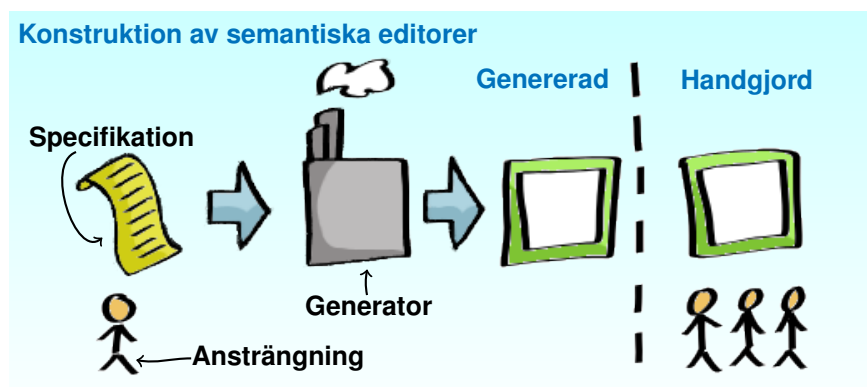 Konstruktion av semantiska editorer
Genererad
Handgjord
Specifikation
Generator
Ansträngning